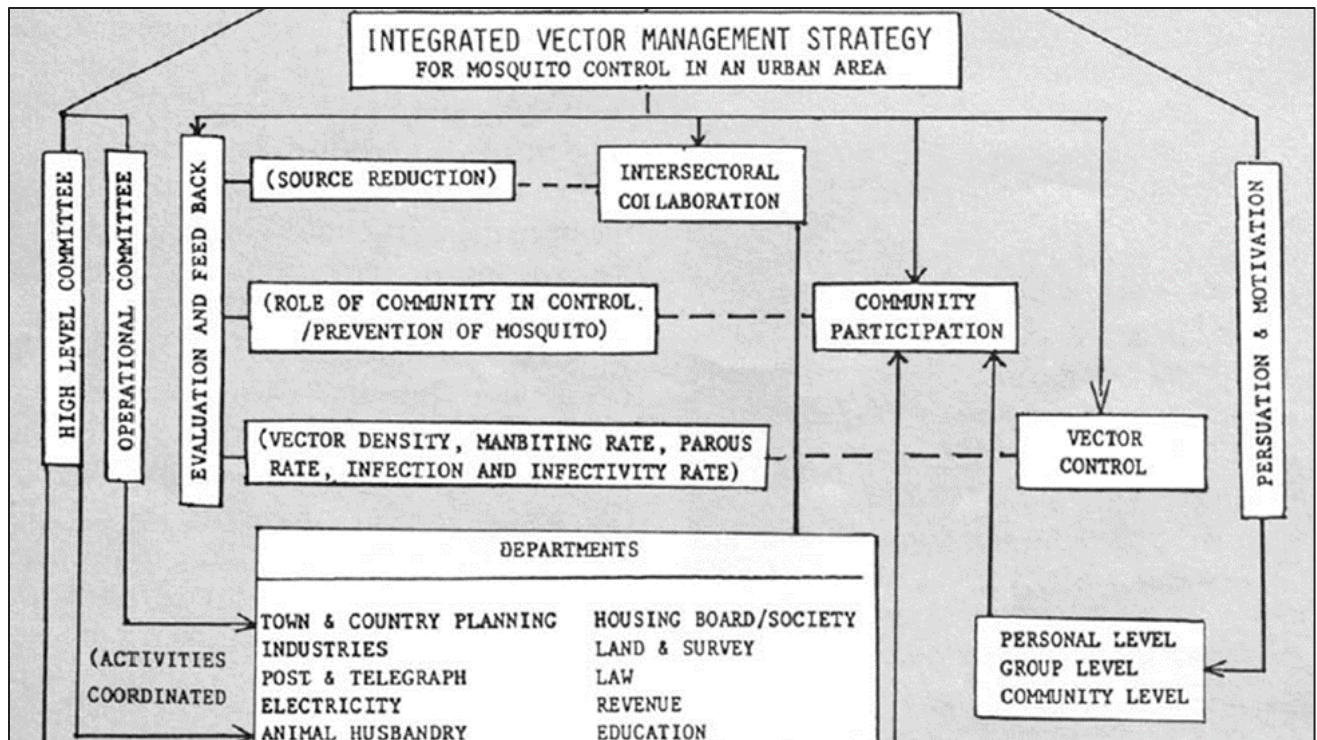 INTEGRATED VECTOR MANAGEMENT STRATEGY
FOR MOSQUITO CONTROL IN AN URBAN AREA
HIGH LEVEL COMMITTEE
OPERATIONAL COMMITTEE
EVALUATION AND FEED BACK
(SOURCE REDUCTION)
INTERSECTORAL
COLLABORATION
(ROLE OF COMMUNITY IN CONTROL.
/PREVENTION OF MOSQUITO)
COMMUNITY
PARTICIPATION
PERSUATION & MOTIVATION
(VECTOR DENSITY, MANBITING RATE, PAROUS
RATE, INFECTION AND INFECTIVITY RATE)
VECTOR
CONTROL
DEPARTMENTS
TOWN & COUNTRY PLANNING
INDUSTRIES
POST & TELEGRAPH
ELECTRICITY
ANIMAL HUSBANDRY
HOUSING BOARD/SOCIETY
LAND & SURVEY
LAW
REVENUE
EDUCATION
(ACTIVITIES
COORDINATED
PERSONAL LEVEL
GROUP LEVEL
COMMUNITY LEVEL